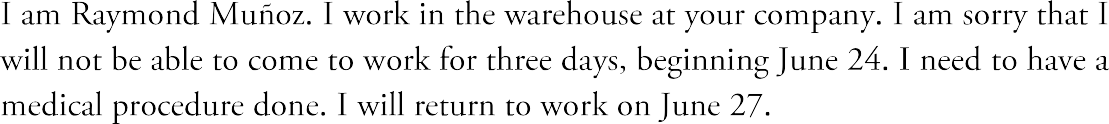 I am Raymond Muñoz. I work in the warehouse at your company. I am sorry that I
will not be able to come to work for three days, beginning June 24. I need to have a
medical procedure done. I will return to work on June 27.